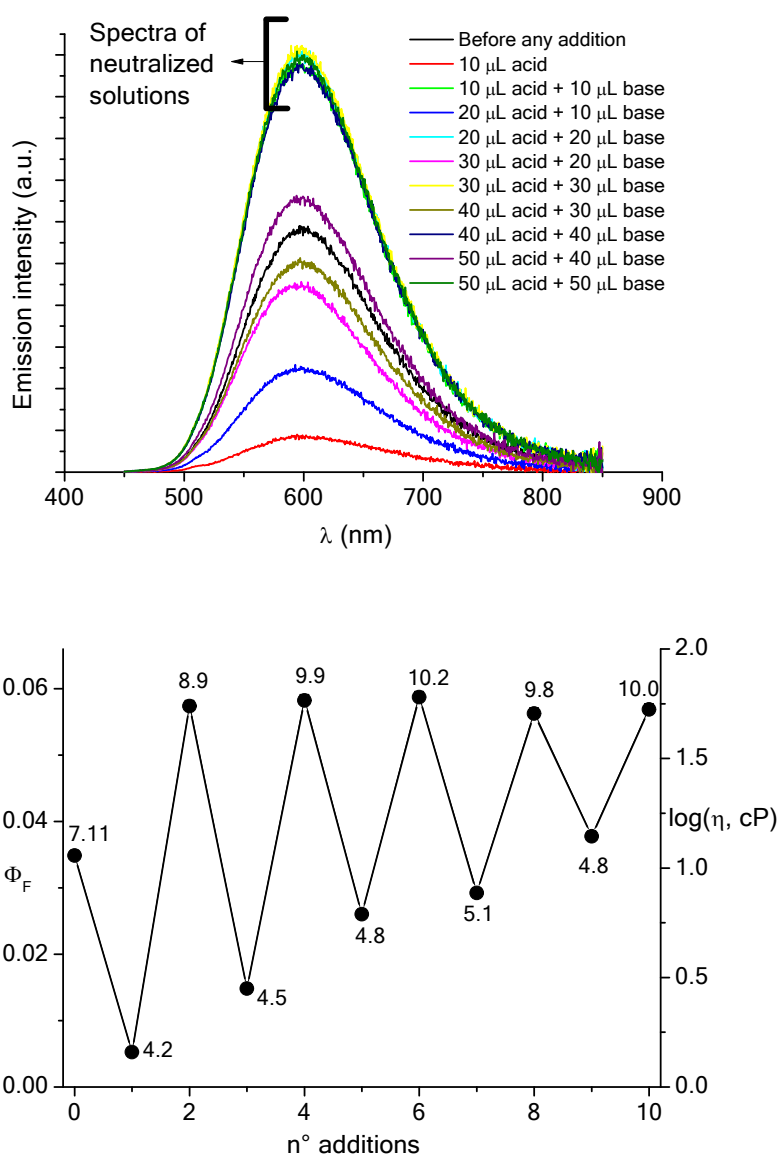 Spectra of
neutralized
solutions
Before any addition
10 μL acid
10 μL acid + 10 μL base
20 μL acid + 10 μL base
20 μL acid + 20 μL base
30 μL acid + 20 μL base
30 μL acid + 30 μL base
40 μL acid + 30 μL base
40 μL acid + 40 μL base
50 μL acid + 40 μL base
50 μL acid + 50 μL base
Emission intensity (a.u.)
400 500 600 700 800 900
λ (nm)
0.06
0.04
0.02
0.00
Φ_F
7.11
4.2
8.9
4.5
9.9
4.8
10.2
5.1
9.8
4.8
10.0
2.0
1.5
1.0
0.5
0.0
log(η, cP)
0 2 4 6 8 10
n° additions